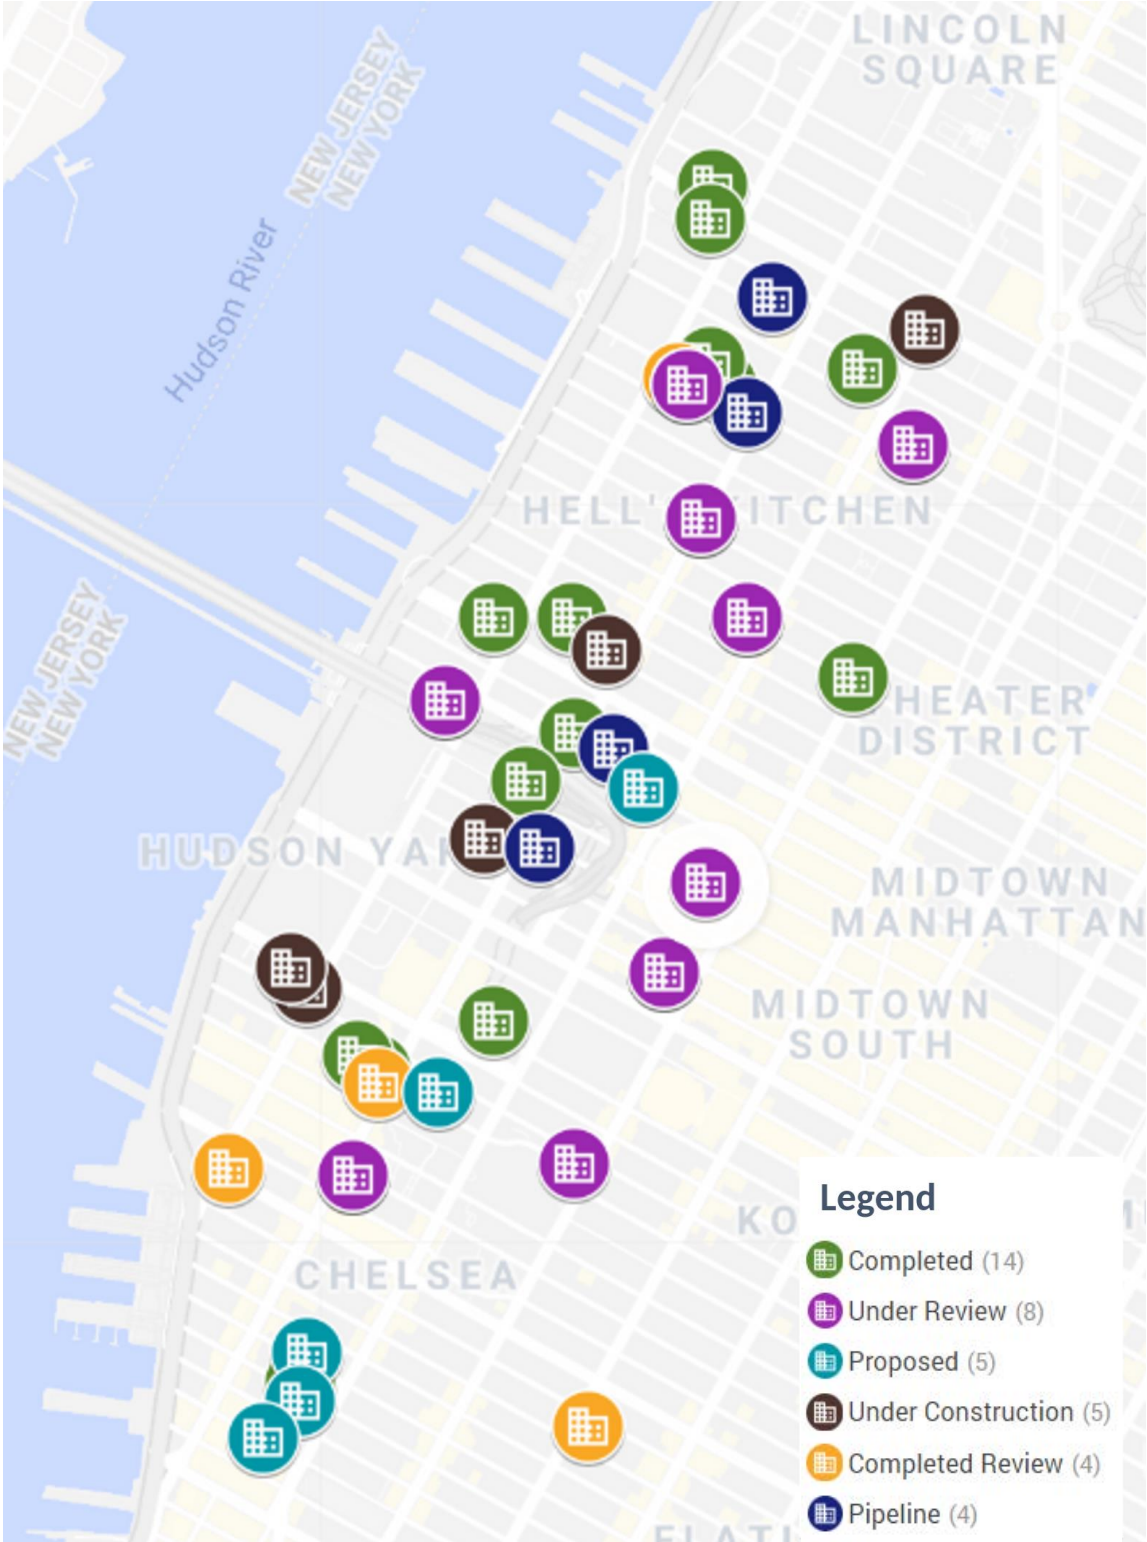 LINCOLN
SQUARE
NEW JERSEY
NEW YORK
Hudson River
HELL'S KITCHEN
NEW JERSEY
NEW YORK
THEATER
DISTRICT
HUDSON YA
MIDTOWN
MANHATTAN
MIDTOWN
SOUTH
KO
CHELSEA
Legend
Completed (14)
Under Review (8)
Proposed (5)
Under Construction (5)
Completed Review (4)
Pipeline (4)